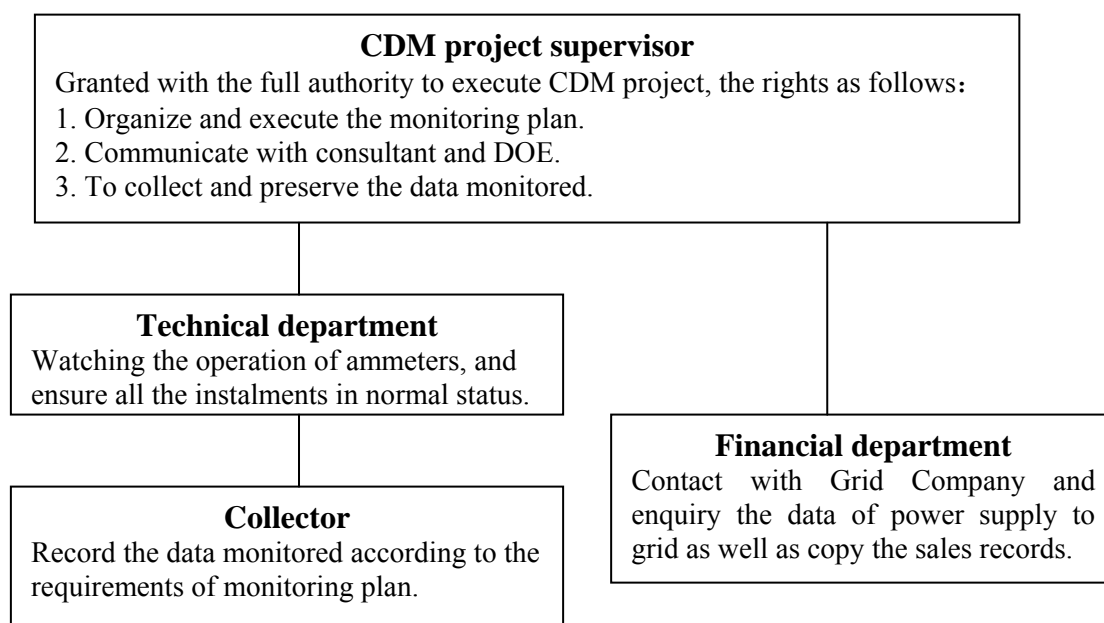 CDM project supervisor
Granted with the full authority to execute CDM project, the rights as follows：
1. Organize and execute the monitoring plan.
2. Communicate with consultant and DOE.
3. To collect and preserve the data monitored.
Technical department
Watching the operation of ammeters, and
ensure all the instalments in normal status.
Collector
Record the data monitored according to the
requirements of monitoring plan.
Financial department
Contact with Grid Company and
enquiry the data of power supply to
grid as well as copy the sales records.